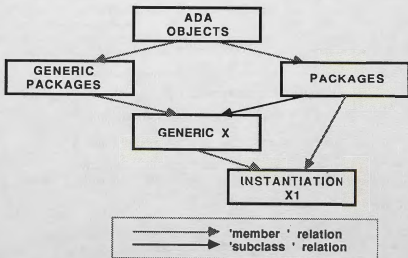 ADA
OBJECTS
GENERIC
PACKAGES
PACKAGES
GENERIC X
INSTANTIATION
X1
'member ' relation
'subclass ' relation